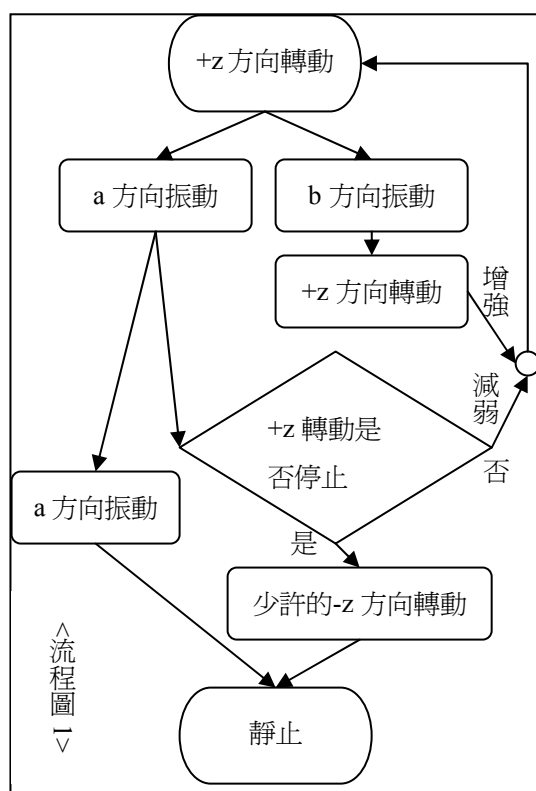 +z 方向轉動
a 方向振動
b 方向振動
+z 方向轉動
增強
減弱
+z 轉動是
否停止
否
a 方向振動
是
少許的-z 方向轉動
<流程圖 1>
靜止